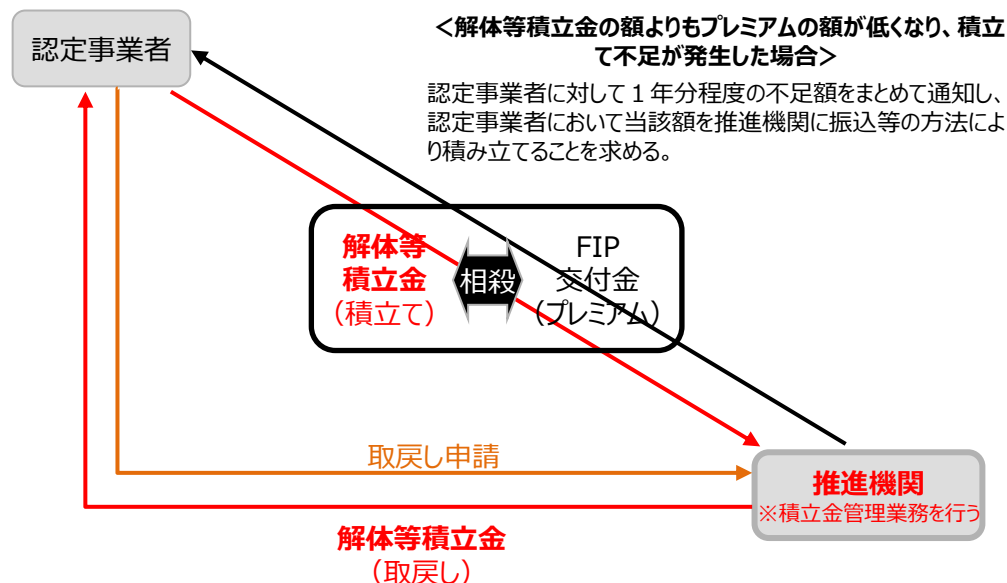 認定事業者
＜解体等積立金の額よりもプレミアムの額が低くなり、積立
て不足が発生した場合＞
認定事業者に対して１年分程度の不足額をまとめて通知し、
認定事業者において当該額を推進機関に振込等の方法によ
り積み立てることを求める。
解体等
積立金
（積立て）
相殺
FIP
交付金
（プレミアム）
取戻し申請
推進機関
※積立金管理業務を行う
解体等積立金
（取戻し）